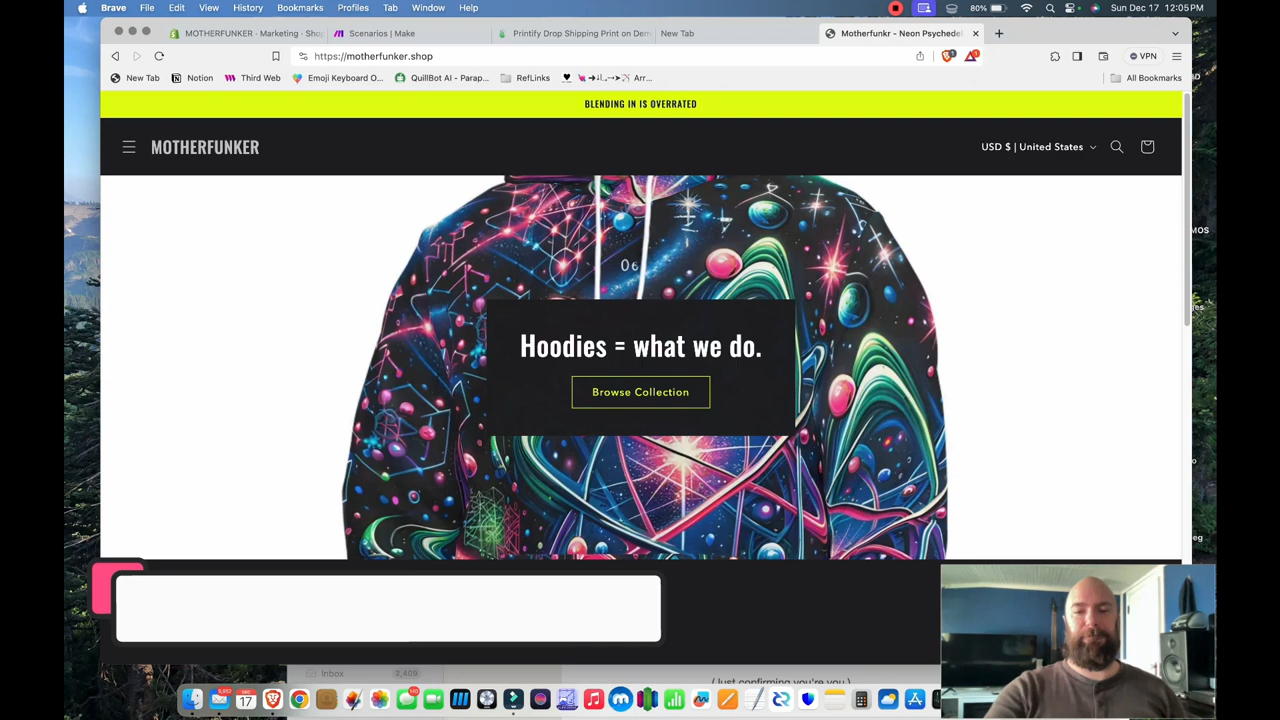 Brave File Edit View History Bookmarks Profiles Tab Window Help 80% Sun Dec 17 12:05 PM
MOTHERFUNKER · Marketing · Shop Scenarios | Make Printify Drop Shipping Print on Dem New Tab Motherfunkr - Neon Psychedel
https://motherfunker.shop VPN
New Tab Notion Third Web Emoji Keyboard O... QuillBot AI - Parap... RefLinks Arr... All Bookmarks
BLENDING IN IS OVERRATED
MOTHERFUNKER USD $ | United States
Hoodies = what we do.
Browse Collection
Inbox 2,409
( Just confirming you're you )